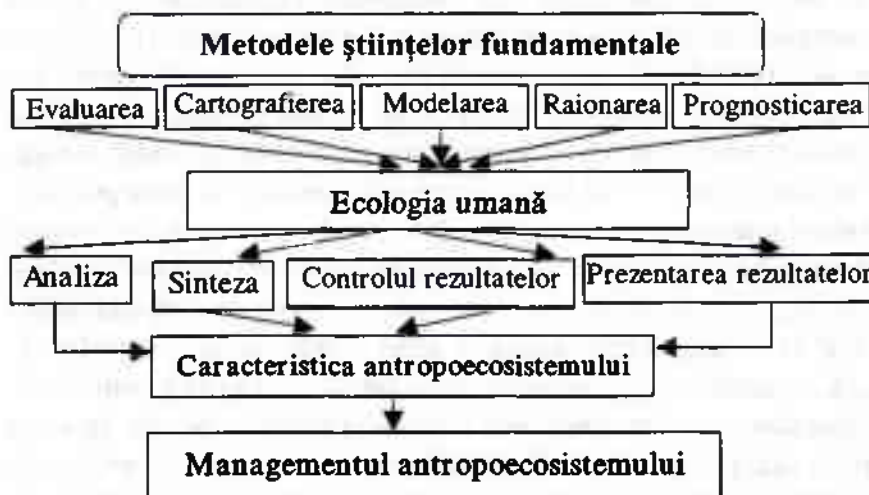 Metodele ştiinţelor fundamentale
Evaluarea Cartografierea Modelarea Raionarea Prognosticarea
Ecologia umană
Analiza Sinteza Controlul rezultatelor Prezentarea rezultatelor
Caracteristica antropoecosistemului
Managementul antropoecosistemului